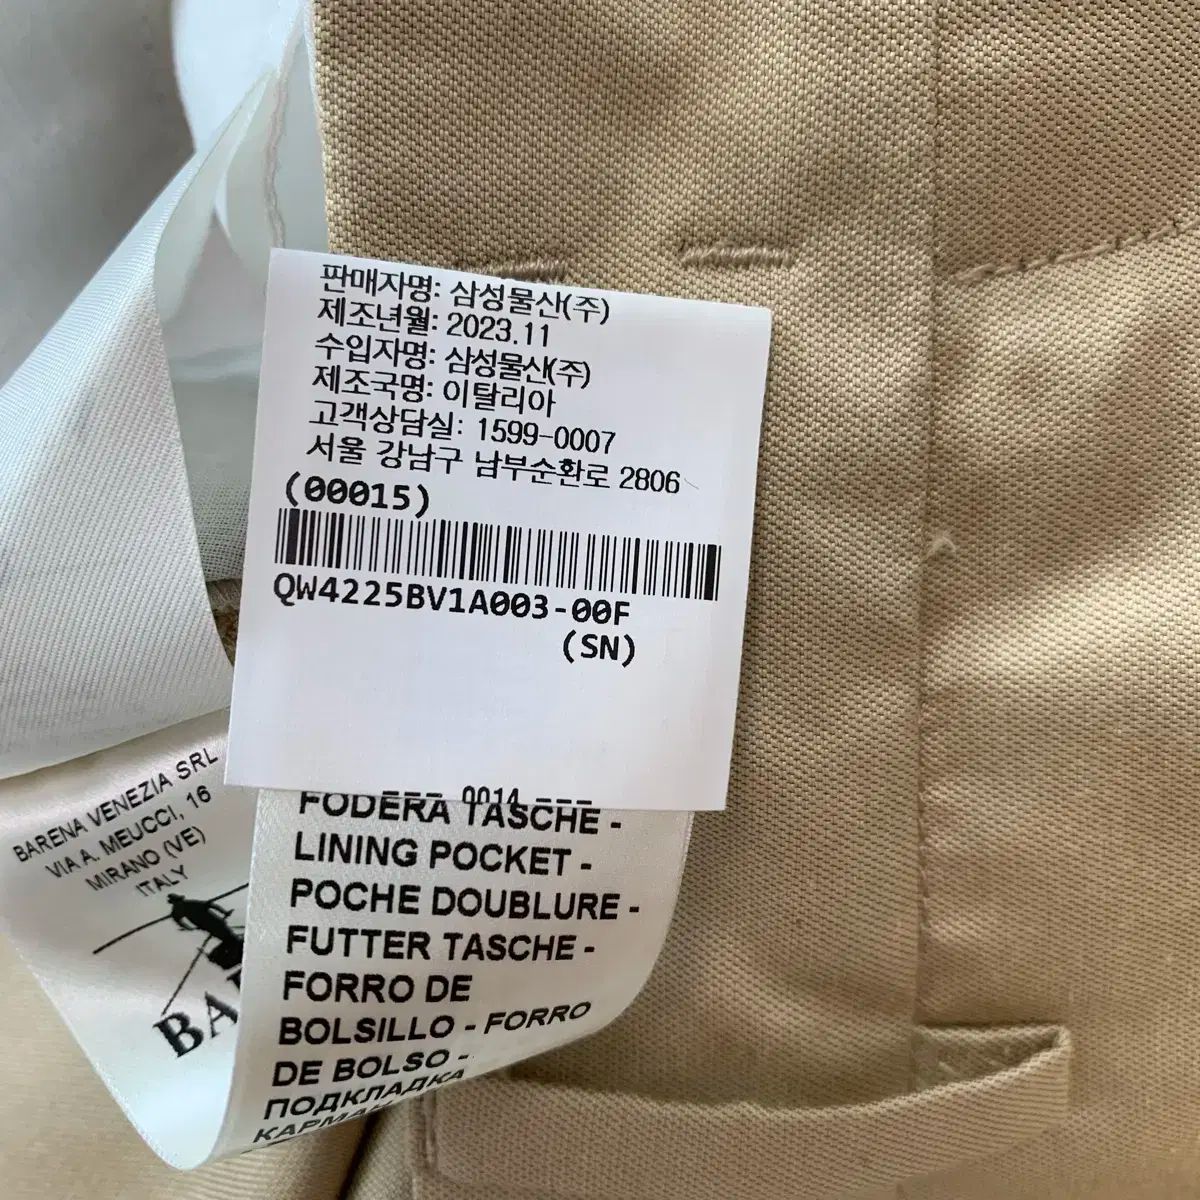 판매자명: 삼성물산(주)
제조년월: 2023.11
수입자명: 삼성물산(주)
제조국명: 이탈리아
고객상담실: 1599-0007
서울 강남구 남부순환로 2806
(00015)
QW4225BV1A003-00F
(SN)
--- 0014 ---
FODERA TASCHE -
LINING POCKET -
POCHE DOUBLURE -
FUTTER TASCHE -
FORRO DE
BOLSILLO - FORRO
DE BOLSO -
ПОДКЛАДКА
BARENA VENEZIA SRL
VIA A. MEUCCI, 16
MIRANO (VE)
ITALY